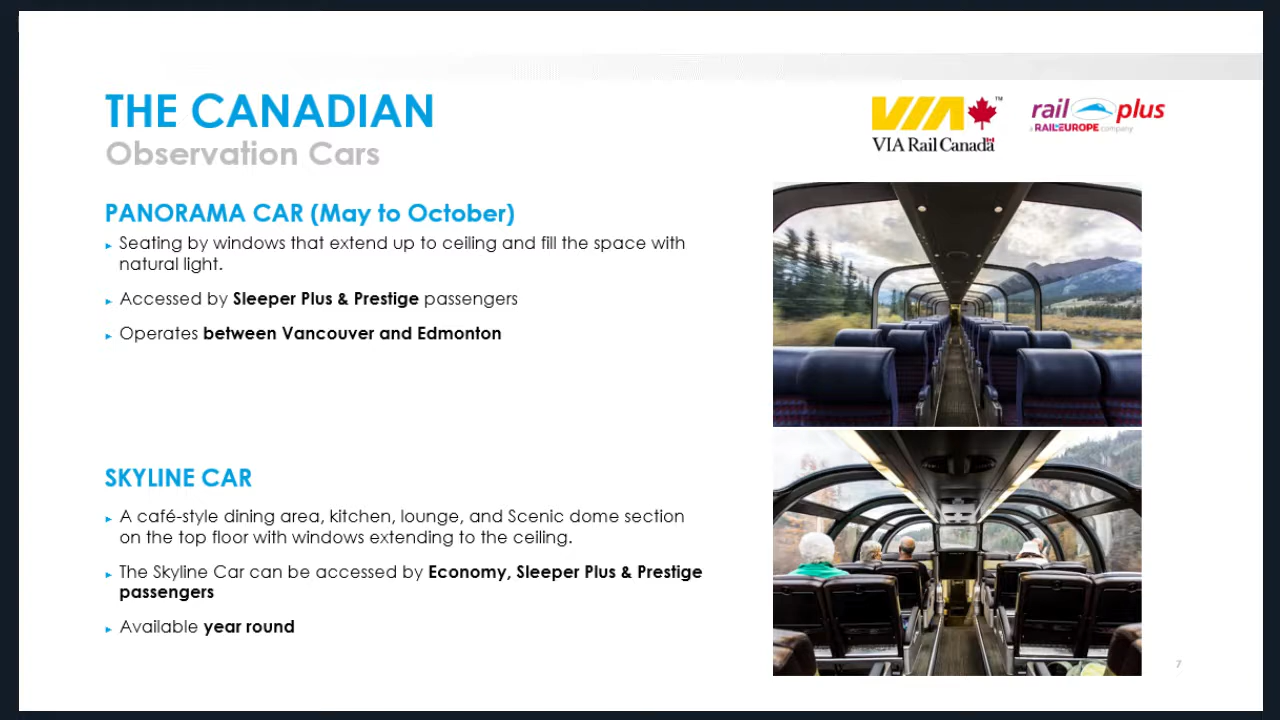 THE CANADIAN
Observation Cars
VIA
TM
VIA Rail Canada
rail plus
a RAILEUROPE company
PANORAMA CAR (May to October)
▸ Seating by windows that extend up to ceiling and fill the space with
natural light.
▸ Accessed by Sleeper Plus & Prestige passengers
▸ Operates between Vancouver and Edmonton
SKYLINE CAR
▸ A café-style dining area, kitchen, lounge, and Scenic dome section
on the top floor with windows extending to the ceiling.
▸ The Skyline Car can be accessed by Economy, Sleeper Plus & Prestige
passengers
▸ Available year round
7